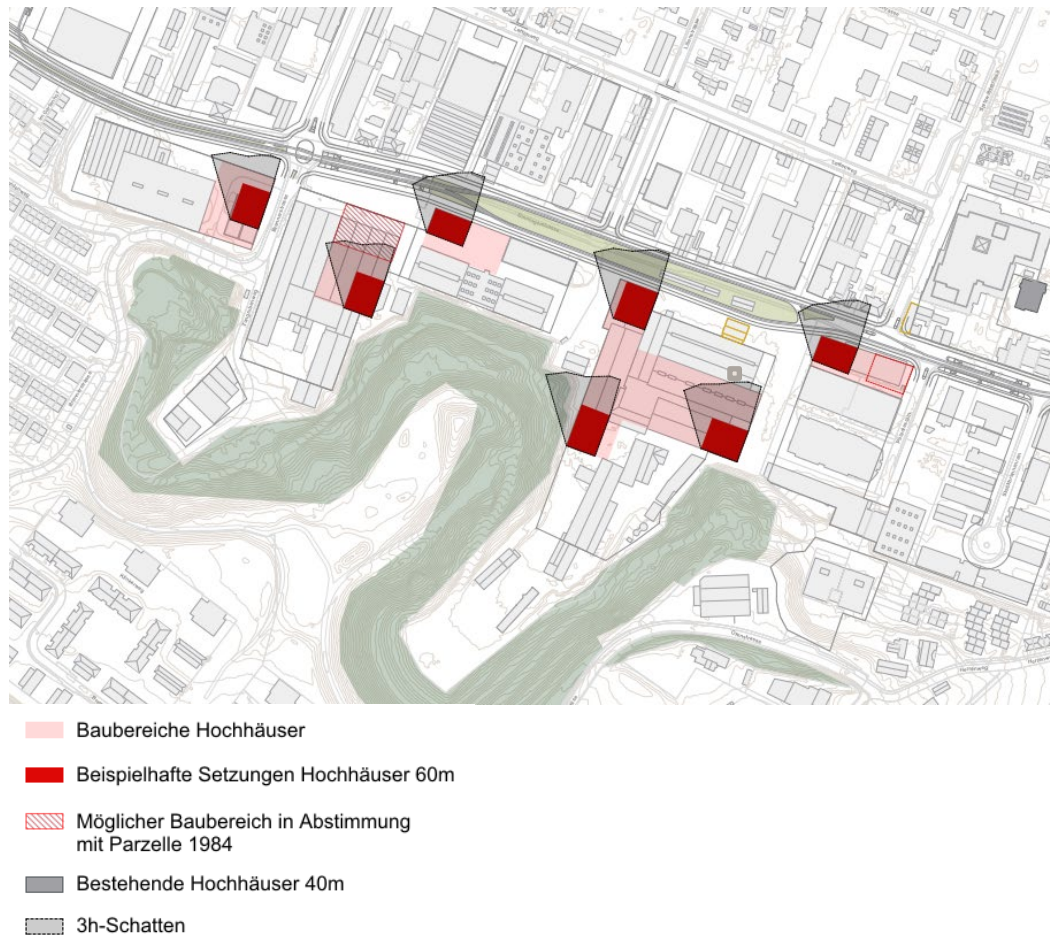 Baubereiche Hochhäuser
Beispielhafte Setzungen Hochhäuser 60m
Möglicher Baubereich in Abstimmung
mit Parzelle 1984
Bestehende Hochhäuser 40m
3h-Schatten